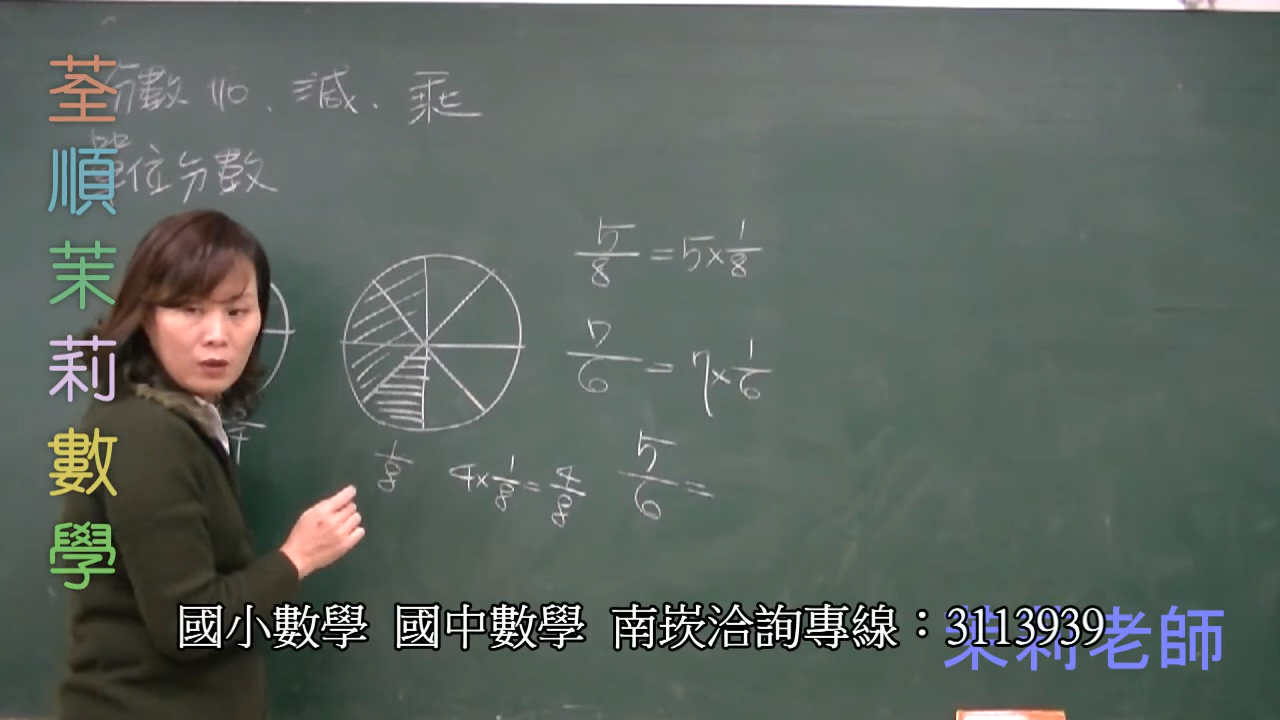 荃順茉莉數學
分數加、減、乘
單位分數
5/8 = 5×1/8
7/6 = 7×1/6
1/8
4×1/8=4/8
5/6 =
國小數學 國中數學 南崁洽詢專線：3113939
茉莉老師